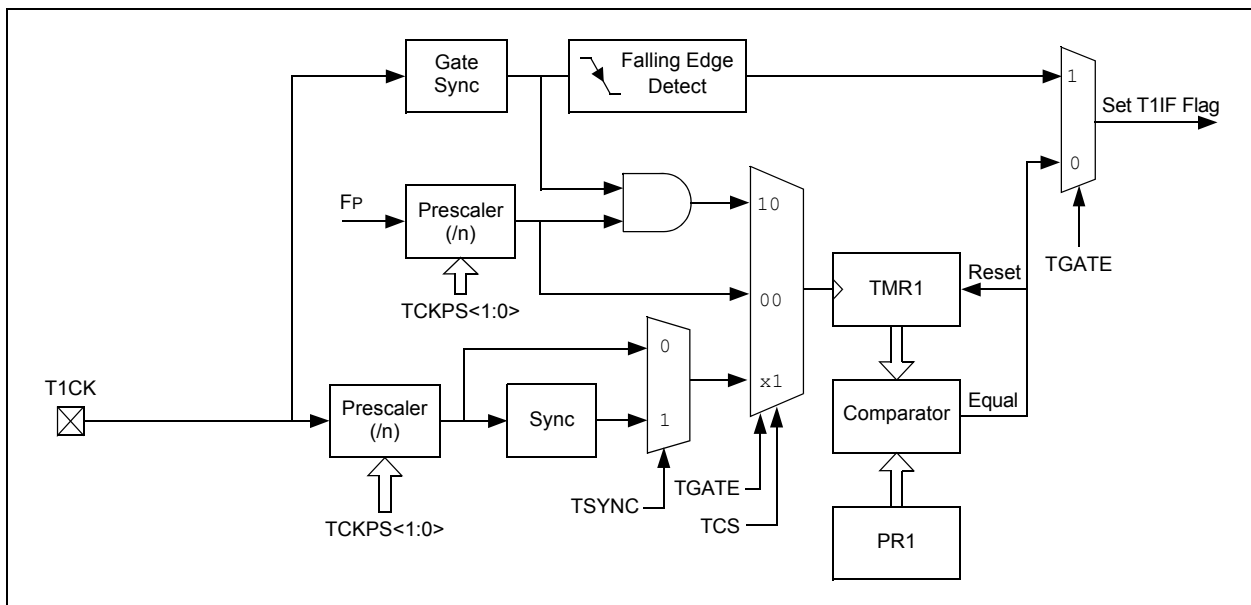 Gate
Sync
Falling Edge
Detect
1
Set T1IF Flag
0
TGATE
FP
Prescaler
(/n)
TCKPS<1:0>
10
00
x1
TMR1
Reset
T1CK
Prescaler
(/n)
TCKPS<1:0>
Sync
0
1
TSYNC
TGATE
TCS
Comparator
Equal
PR1